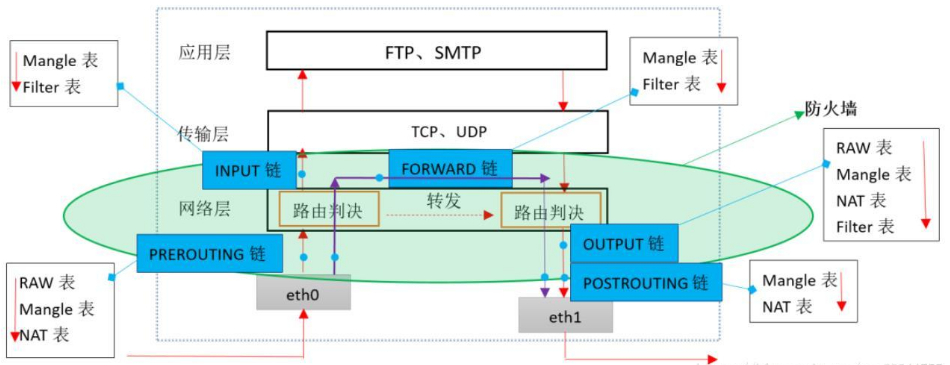 应用层
FTP、SMTP
Mangle 表
Filter 表
Mangle 表
Filter 表
防火墙
传输层
TCP、UDP
RAW 表
Mangle 表
NAT 表
Filter 表
INPUT 链
FORWARD 链
网络层
路由判决
转发
路由判决
PREROUTING 链
OUTPUT 链
POSTROUTING 链
RAW 表
Mangle 表
NAT 表
eth0
eth1
Mangle 表
NAT 表